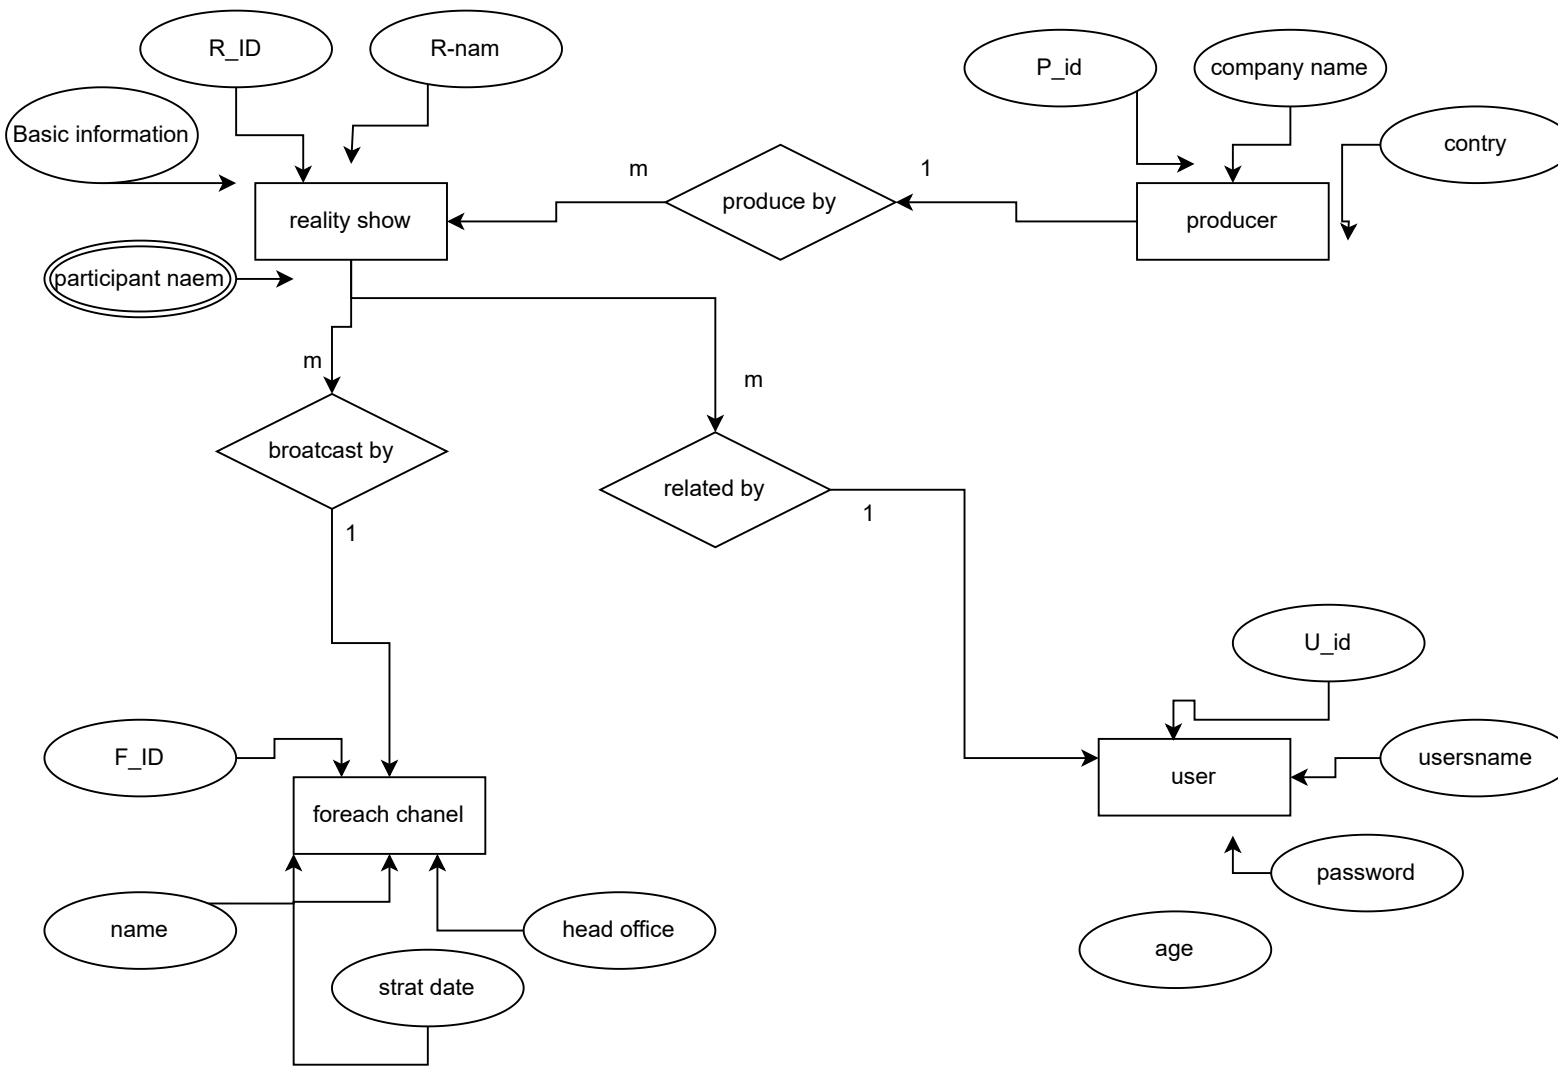 R_ID
R-nam
P_id
company name
Basic information
contry
m
1
produce by
reality show
producer
participant naem
m
m
broatcast by
related by
1
1
U_id
F_ID
usersname
user
foreach chanel
password
name
head office
age
strat date